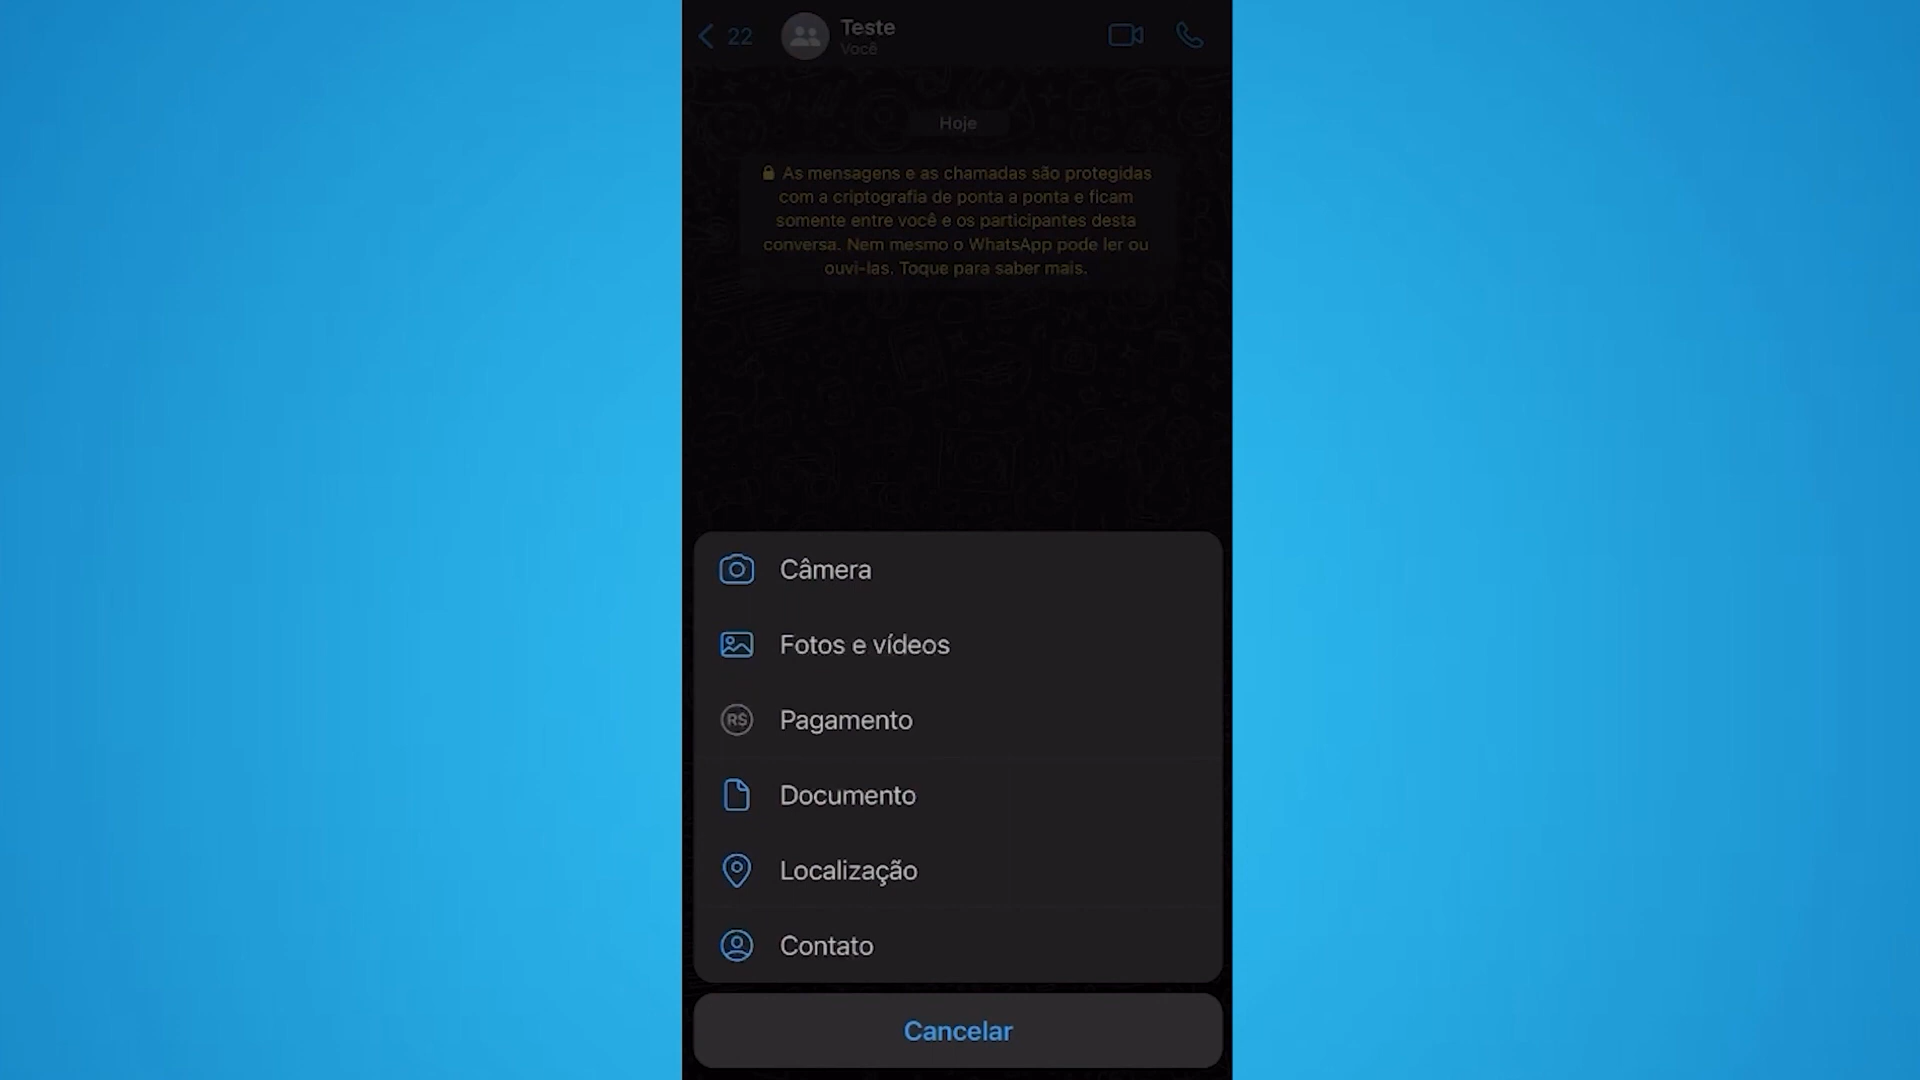 22
Teste
Você
Hoje
As mensagens e as chamadas são protegidas
com a criptografia de ponta a ponta e ficam
somente entre você e os participantes desta
conversa. Nem mesmo o WhatsApp pode ler ou
ouvi-las. Toque para saber mais.
Câmera
Fotos e vídeos
R$ Pagamento
Documento
Localização
Contato
Cancelar